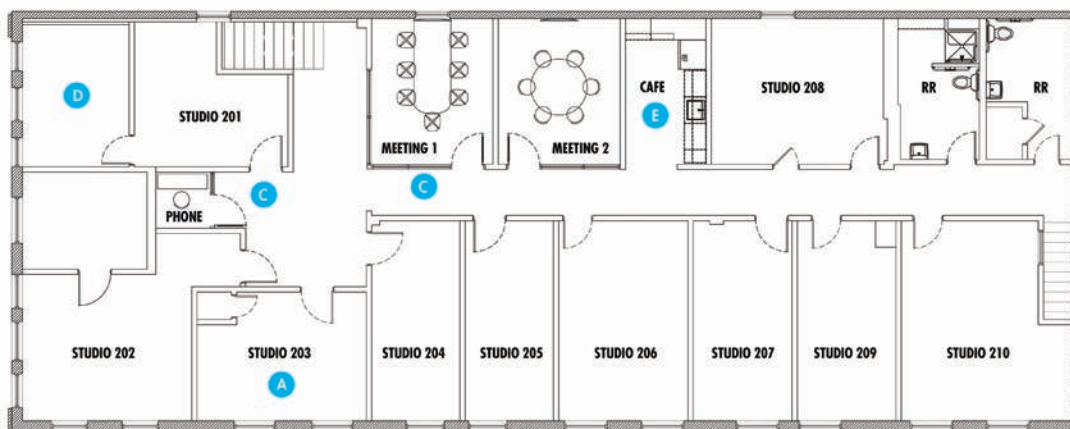 D
STUDIO 201
C
PHONE
MEETING 1
C
MEETING 2
CAFE
E
STUDIO 208
RR
RR
STUDIO 202
STUDIO 203
A
STUDIO 204
STUDIO 205
STUDIO 206
STUDIO 207
STUDIO 209
STUDIO 210